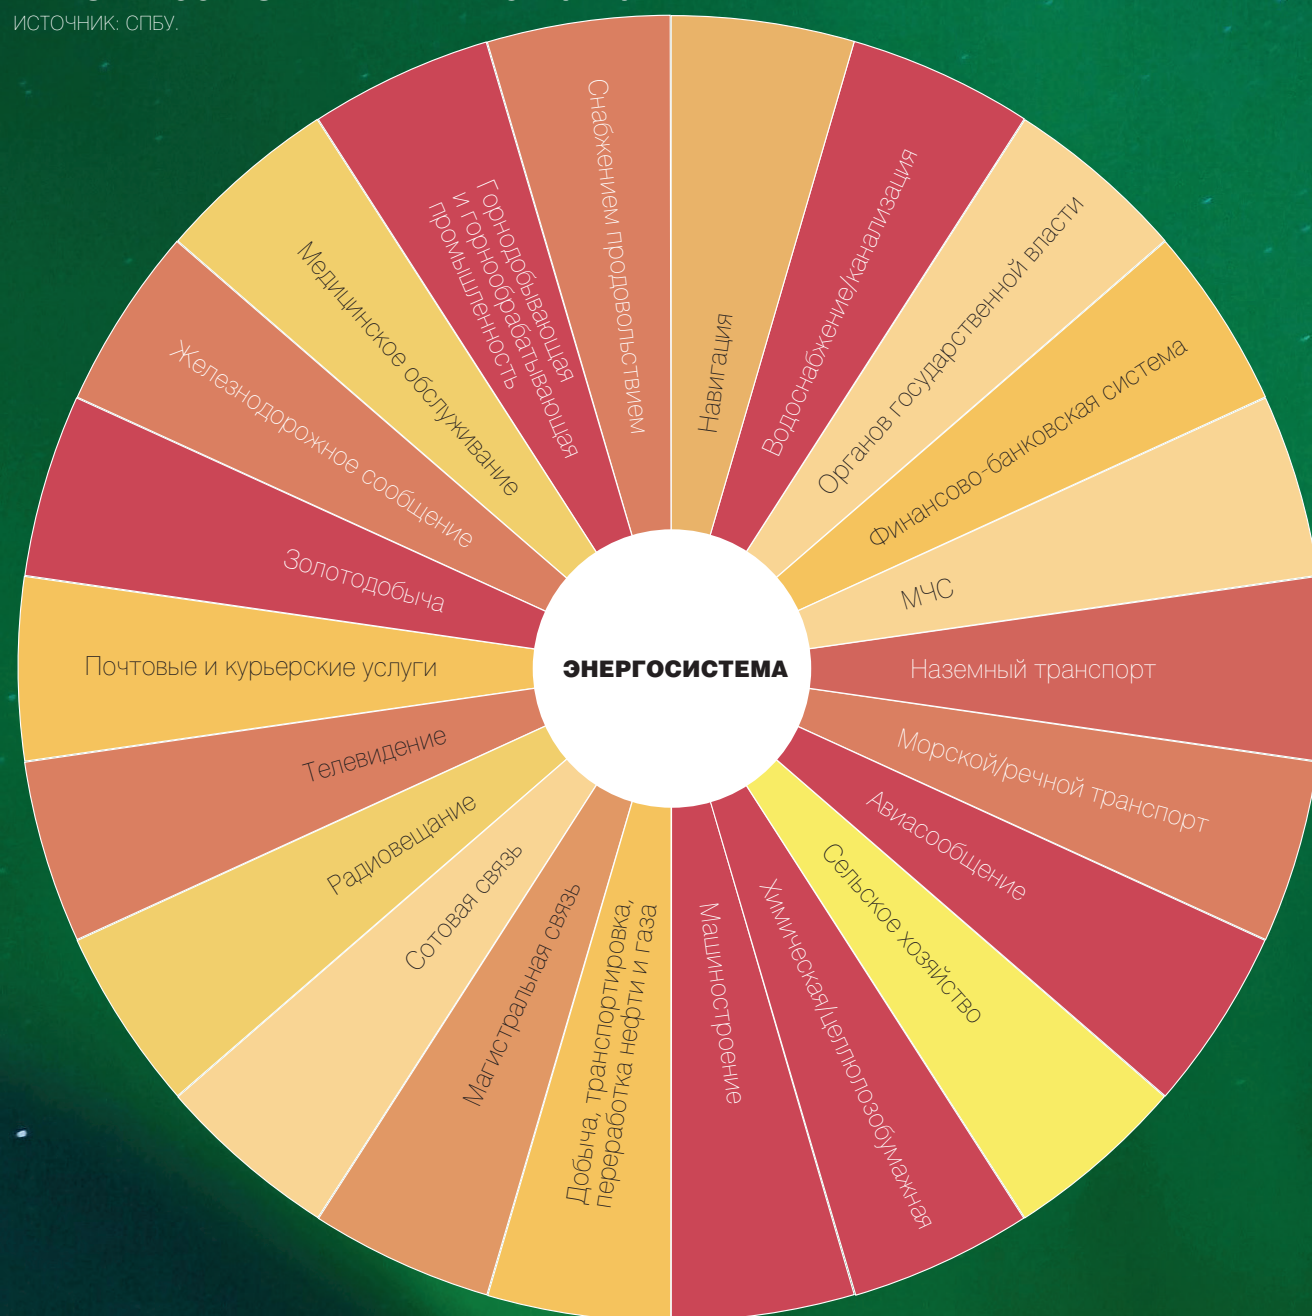 ИСТОЧНИК: СПБУ.
Навигация
Водоснабжение/канализация
Органов государственной власти
Финансово-банковская система
МЧС
Наземный транспорт
Морской/речной транспорт
Авиасообщение
Сельское хозяйство
Химическая/целлюлозобумажная
Машиностроение
Добыча, транспортировка,
переработка нефти и газа
Магистральная связь
Сотовая связь
Радиовещание
Телевидение
Почтовые и курьерские услуги
Золотодобыча
Железнодорожное сообщение
Медицинское обслуживание
Горнодобывающая
и горнообрабатывающая
промышленность
Снабжением продовольствием
ЭНЕРГОСИСТЕМА